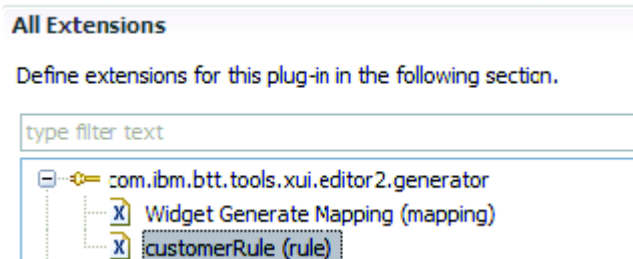 All Extensions
Define extensions for this plug-in in the following section.
type filter text
com.ibm.btt.tools.xui.editor2.generator
Widget Generate Mapping (mapping)
customerRule (rule)